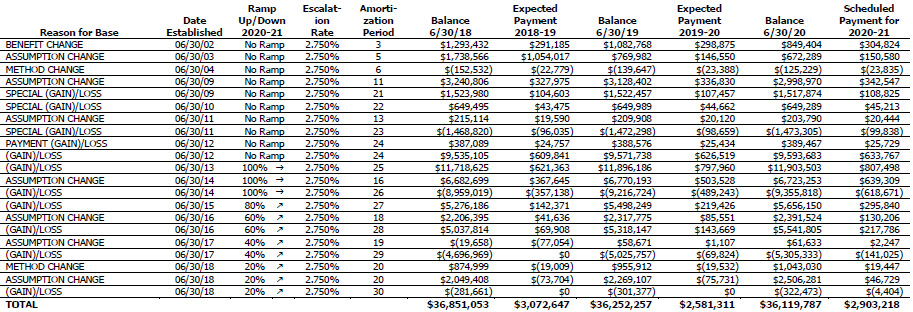 Reason for Base Date Established Ramp Up/Down 2020-21 Escalat- ion Rate Amorti- zation Period Balance 6/30/18 Expected Payment 2018-19 Balance 6/30/19 Expected Payment 2019-20 Balance 6/30/20 Scheduled Payment for 2020-21
BENEFIT CHANGE 06/30/02 No Ramp 2.750% 3 $1,293,432 $291,185 $1,082,768 $298,875 $849,404 $304,824
ASSUMPTION CHANGE 06/30/03 No Ramp 2.750% 5 $1,738,566 $1,054,017 $769,982 $146,550 $672,289 $150,580
METHOD CHANGE 06/30/04 No Ramp 2.750% 6 $(152,532) $(22,779) $(139,647) $(23,388) $(125,229) $(23,835)
ASSUMPTION CHANGE 06/30/09 No Ramp 2.750% 11 $3,240,806 $327,975 $3,128,402 $336,830 $2,998,970 $342,547
SPECIAL (GAIN)/LOSS 06/30/09 No Ramp 2.750% 21 $1,523,980 $104,603 $1,522,457 $107,457 $1,517,874 $108,825
SPECIAL (GAIN)/LOSS 06/30/10 No Ramp 2.750% 22 $649,495 $43,475 $649,989 $44,662 $649,289 $45,213
ASSUMPTION CHANGE 06/30/11 No Ramp 2.750% 13 $215,114 $19,590 $209,908 $20,120 $203,790 $20,444
SPECIAL (GAIN)/LOSS 06/30/11 No Ramp 2.750% 23 $(1,468,820) $(96,035) $(1,472,298) $(98,659) $(1,473,305) $(99,838)
PAYMENT (GAIN)/LOSS 06/30/12 No Ramp 2.750% 24 $387,089 $24,757 $388,576 $25,434 $389,467 $25,729
(GAIN)/LOSS 06/30/12 No Ramp 2.750% 24 $9,535,105 $609,841 $9,571,738 $626,519 $9,593,683 $633,767
(GAIN)/LOSS 06/30/13 100% → 2.750% 25 $11,718,625 $621,363 $11,896,186 $797,960 $11,903,503 $807,498
ASSUMPTION CHANGE 06/30/14 100% → 2.750% 16 $6,682,699 $367,645 $6,770,193 $503,528 $6,723,253 $639,309
(GAIN)/LOSS 06/30/14 100% → 2.750% 26 $(8,959,019) $(357,138) $(9,216,724) $(489,243) $(9,355,818) $(618,671)
(GAIN)/LOSS 06/30/15 80% ↗ 2.750% 27 $5,276,186 $142,371 $5,498,249 $219,426 $5,656,150 $295,840
ASSUMPTION CHANGE 06/30/16 60% ↗ 2.750% 18 $2,206,395 $41,636 $2,317,775 $85,551 $2,391,524 $130,206
(GAIN)/LOSS 06/30/16 60% ↗ 2.750% 28 $5,037,814 $69,908 $5,318,147 $143,669 $5,541,805 $217,786
ASSUMPTION CHANGE 06/30/17 40% ↗ 2.750% 19 $(19,658) $(77,054) $58,671 $1,107 $61,633 $2,247
(GAIN)/LOSS 06/30/17 40% ↗ 2.750% 29 $(4,696,969) $0 $(5,025,757) $(69,824) $(5,305,333) $(141,025)
METHOD CHANGE 06/30/18 20% ↗ 2.750% 20 $874,999 $(19,009) $955,912 $(19,532) $1,043,030 $19,447
ASSUMPTION CHANGE 06/30/18 20% ↗ 2.750% 20 $2,049,408 $(73,704) $2,269,107 $(75,731) $2,506,281 $46,729
(GAIN)/LOSS 06/30/18 20% ↗ 2.750% 30 $(281,661) $0 $(301,377) $0 $(322,473) $(4,404)
TOTAL $36,851,053 $3,072,647 $36,252,257 $2,581,311 $36,119,787 $2,903,218